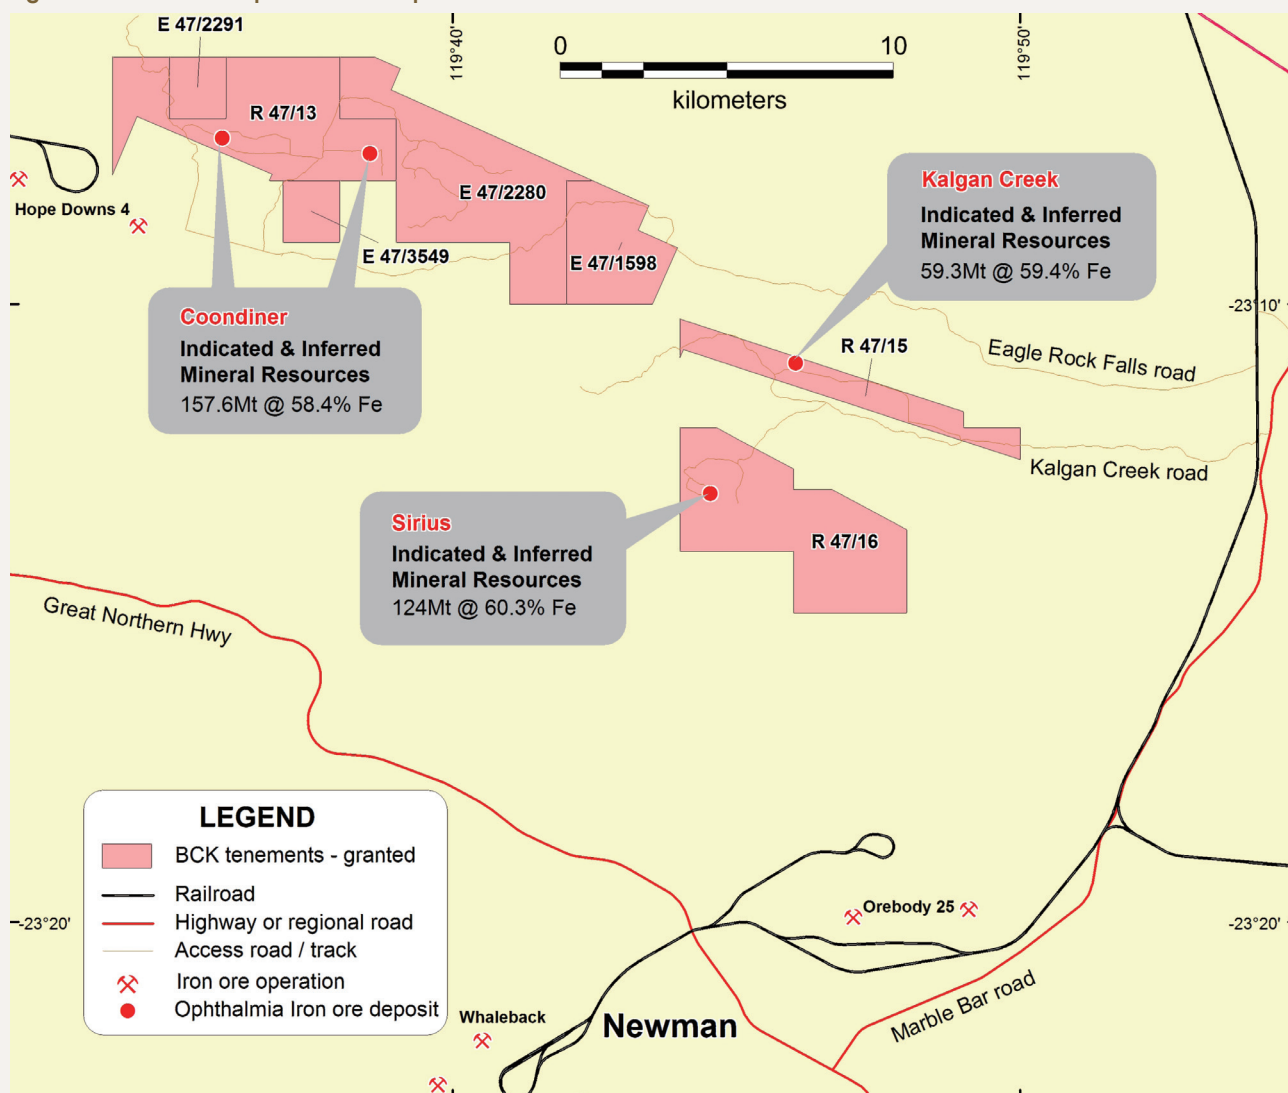 E 47/2291
119°40'
0 10
kilometers
119°50'
R 47/13
E 47/2280
E 47/3549
E 47/1598
Hope Downs 4
Kalgan Creek
Indicated & Inferred
Mineral Resources
59.3Mt @ 59.4% Fe
-23°10'
Coondiner
Indicated & Inferred
Mineral Resources
157.6Mt @ 58.4% Fe
R 47/15
Eagle Rock Falls road
Kalgan Creek road
Sirius
Indicated & Inferred
Mineral Resources
124Mt @ 60.3% Fe
R 47/16
Great Northern Hwy
LEGEND
BCK tenements - granted
Railroad
Highway or regional road
Access road / track
Iron ore operation
Ophthalmia Iron ore deposit
-23°20'
Orebody 25
-23°20'
Whaleback
Newman
Marble Bar road